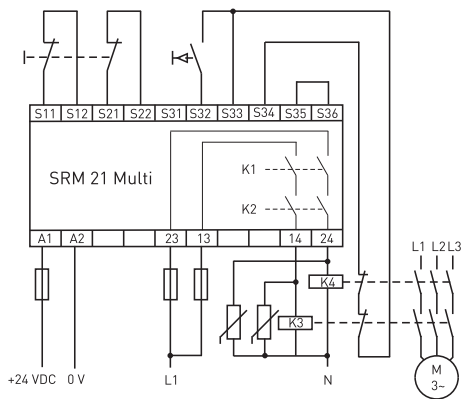 S11 S12 S21 S22 S31 S32 S33 S34 S35 S36
SRM 21 Multi
K1
K2
A1 A2 23 13 14 24
L1 L2 L3
K4
K3
+24 VDC 0 V L1 N
M
3~